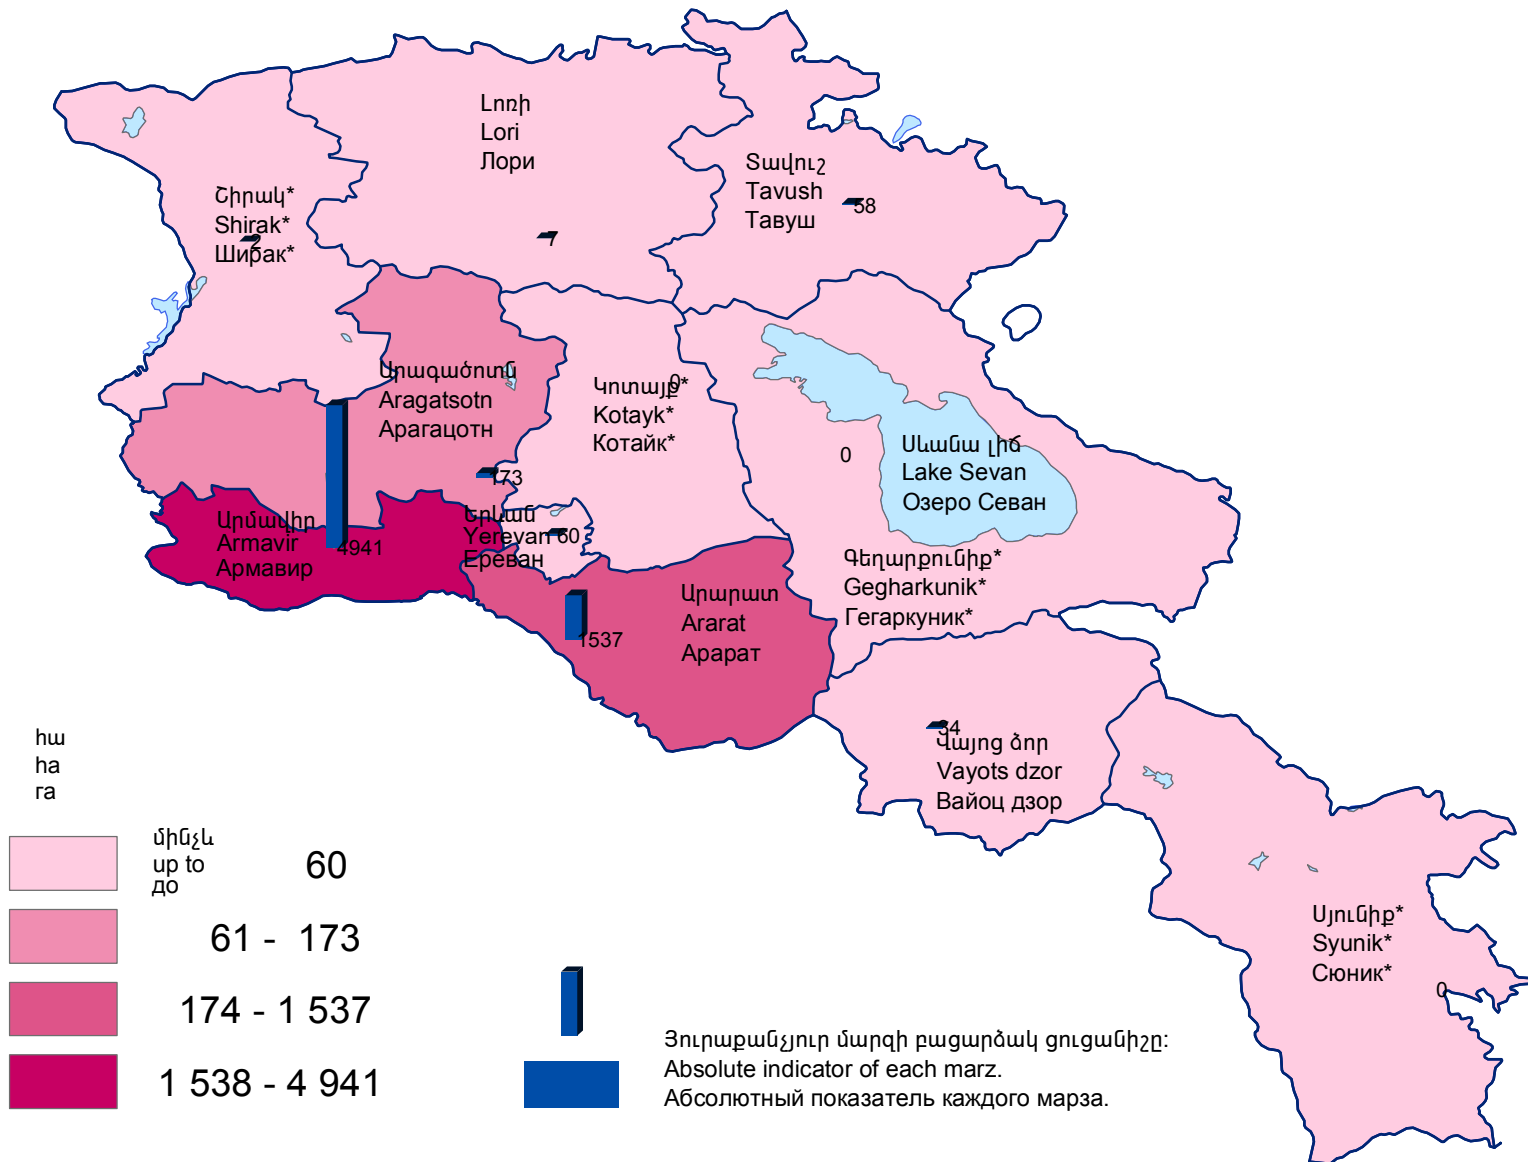 Լոռի
Lori
Лори
7
Տավուշ
Tavush
Тавуш
58
Շիրակ*
Shirak*
Ширак*
2
Արագածոտն
Aragatsotn
Арагацотн
173
Կոտայք*
Kotayk*
Котайк*
0
Սևանա լիճ
Lake Sevan
Озеро Севан
0
Գեղարքունիք*
Gegharkunik*
Гегаркуник*
Արմավիր
Armavir
Армавир
4941
Երևան
Yerevan
Ереван
60
Արարատ
Ararat
Арарат
1537
34
Վայոց ձոր
Vayots dzor
Вайоц дзор
Սյունիք*
Syunik*
Сюник*
0
հա
ha
га
մինչև
up to
до
60
61 - 173
174 - 1 537
1 538 - 4 941
Յուրաքանչյուր մարզի բացարձակ ցուցանիշը:
Absolute indicator of each marz.
Абсолютный показатель каждого марза.